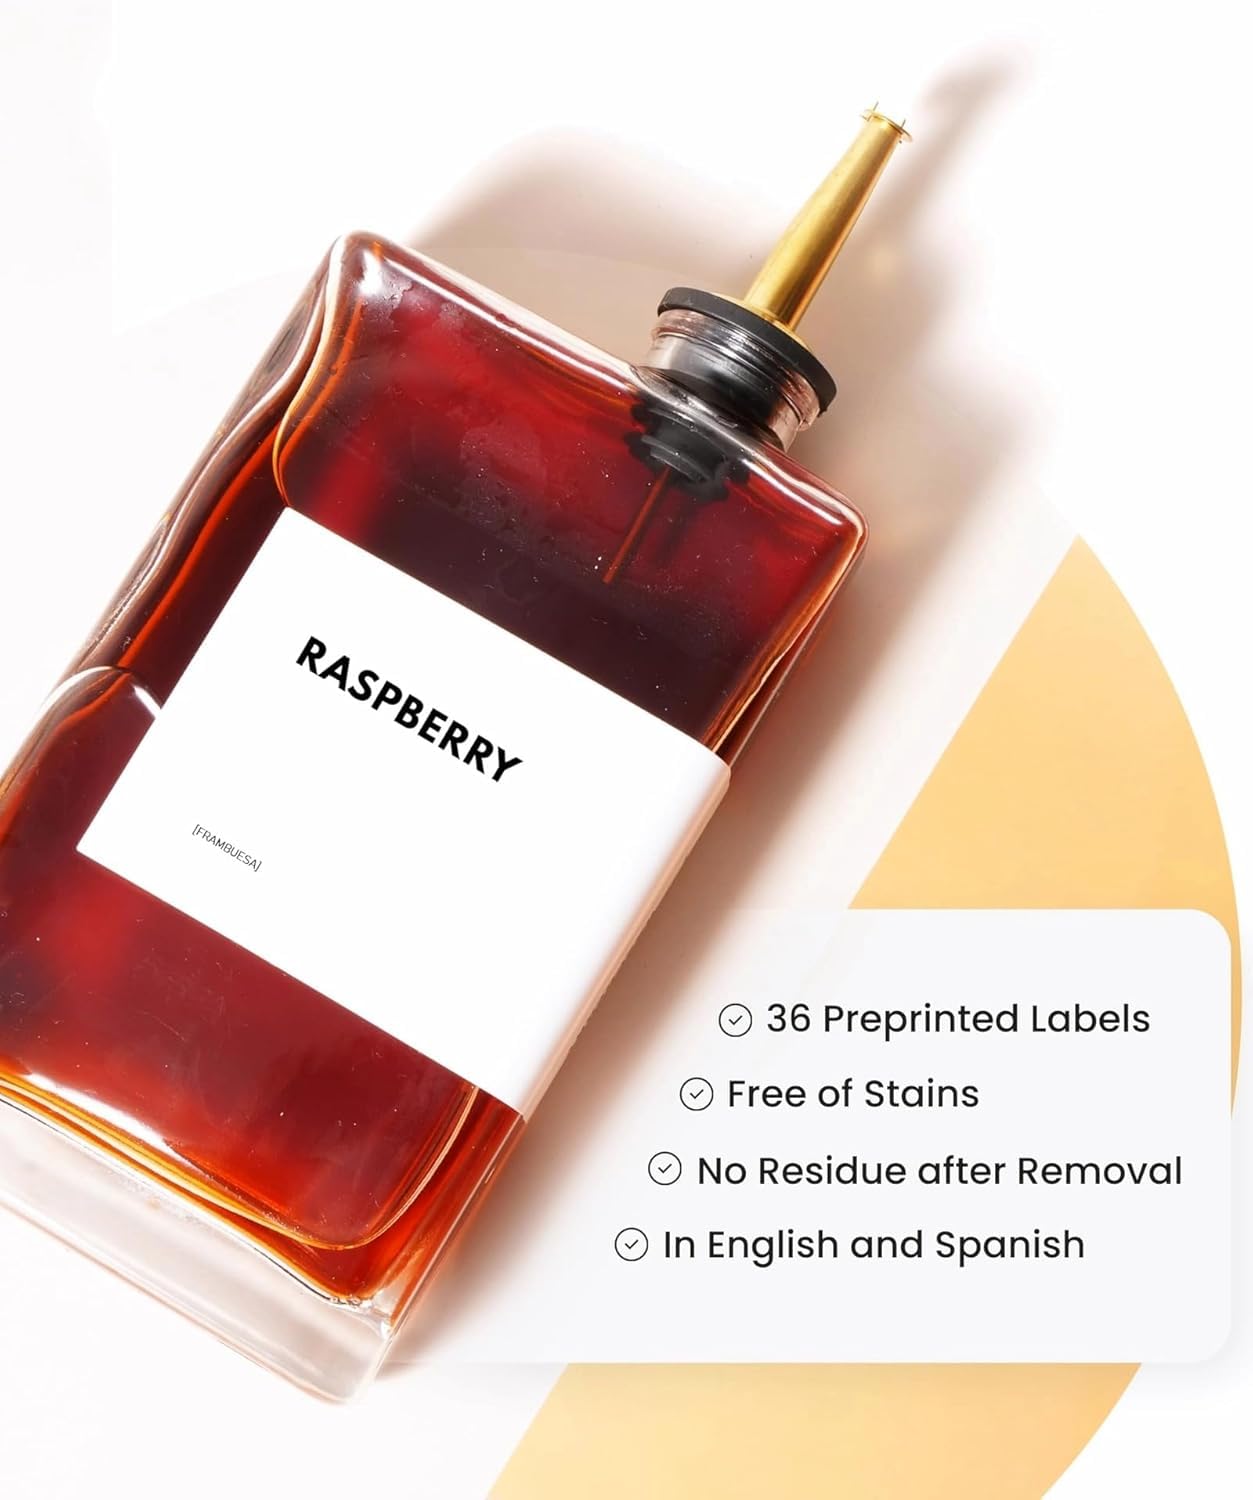 RASPBERRY
[FRAMBUESA]
36 Preprinted Labels
Free of Stains
No Residue after Removal
In English and Spanish